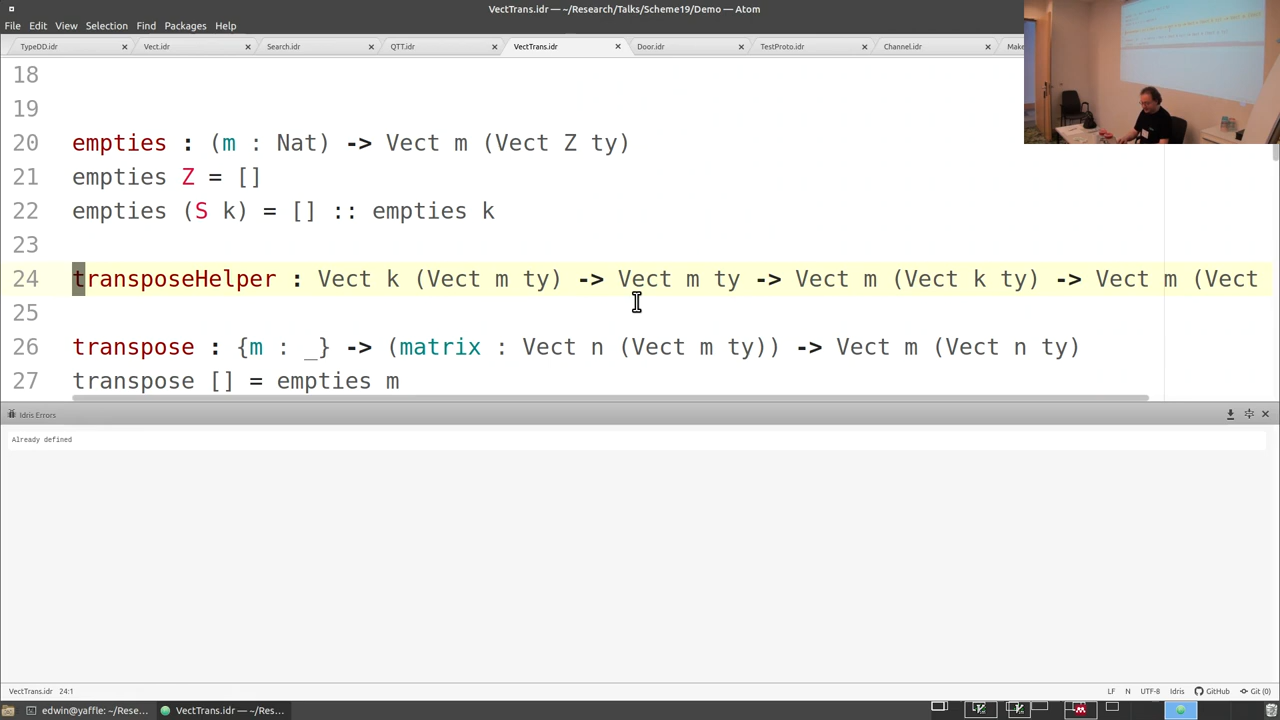 VectTrans.idr — ~/Research/Talks/Scheme19/Demo — Atom
File Edit View Selection Find Packages Help
TypeDD.idr × Vect.idr × Search.idr × QTT.idr × VectTrans.idr × Door.idr × TestProto.idr × Channel.idr × Make
18
19
20 empties : (m : Nat) -> Vect m (Vect Z ty)
21 empties Z = []
22 empties (S k) = [] :: empties k
23
24 transposeHelper : Vect k (Vect m ty) -> Vect m ty -> Vect m (Vect k ty) -> Vect m (Vect
25
26 transpose : {m : _} -> (matrix : Vect n (Vect m ty)) -> Vect m (Vect n ty)
27 transpose [] = empties m
Idris Errors
Already defined
VectTrans.idr 24:1 LF N UTF-8 Idris GitHub Git (0)
edwin@yaffle: ~/Rese... VectTrans.idr — ~/Res...